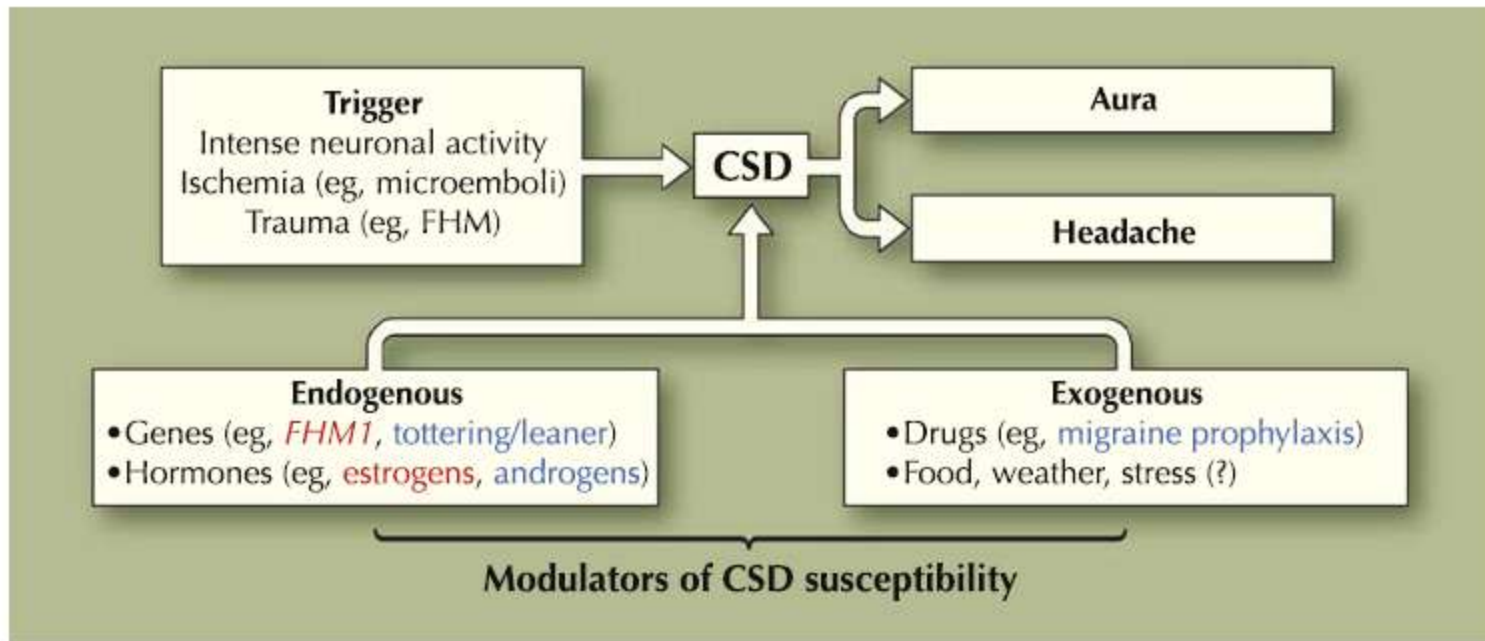 Trigger
Intense neuronal activity
Ischemia (eg, microemboli)
Trauma (eg, FHM)
CSD
Aura
Headache
Endogenous
•Genes (eg, FHM1, tottering/leaner)
•Hormones (eg, estrogens, androgens)
Exogenous
•Drugs (eg, migraine prophylaxis)
•Food, weather, stress (?)
Modulators of CSD susceptibility